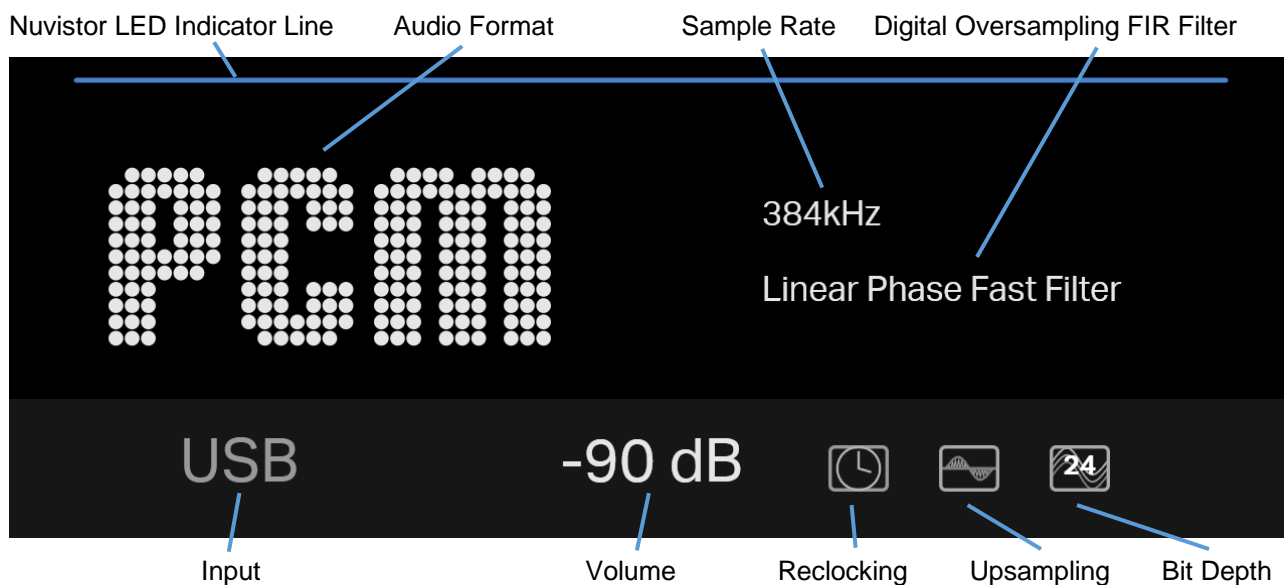 Nuvistor LED Indicator Line Audio Format Sample Rate Digital Oversampling FIR Filter
PCM
384kHz
Linear Phase Fast Filter
USB -90 dB 24
Input Volume Reclocking Upsampling Bit Depth